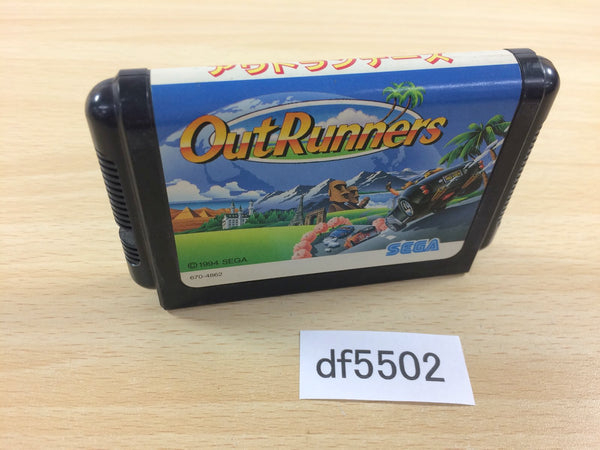 アウトランナーズ
OutRunners
SEGA
©1994 SEGA
670-4862
df5502